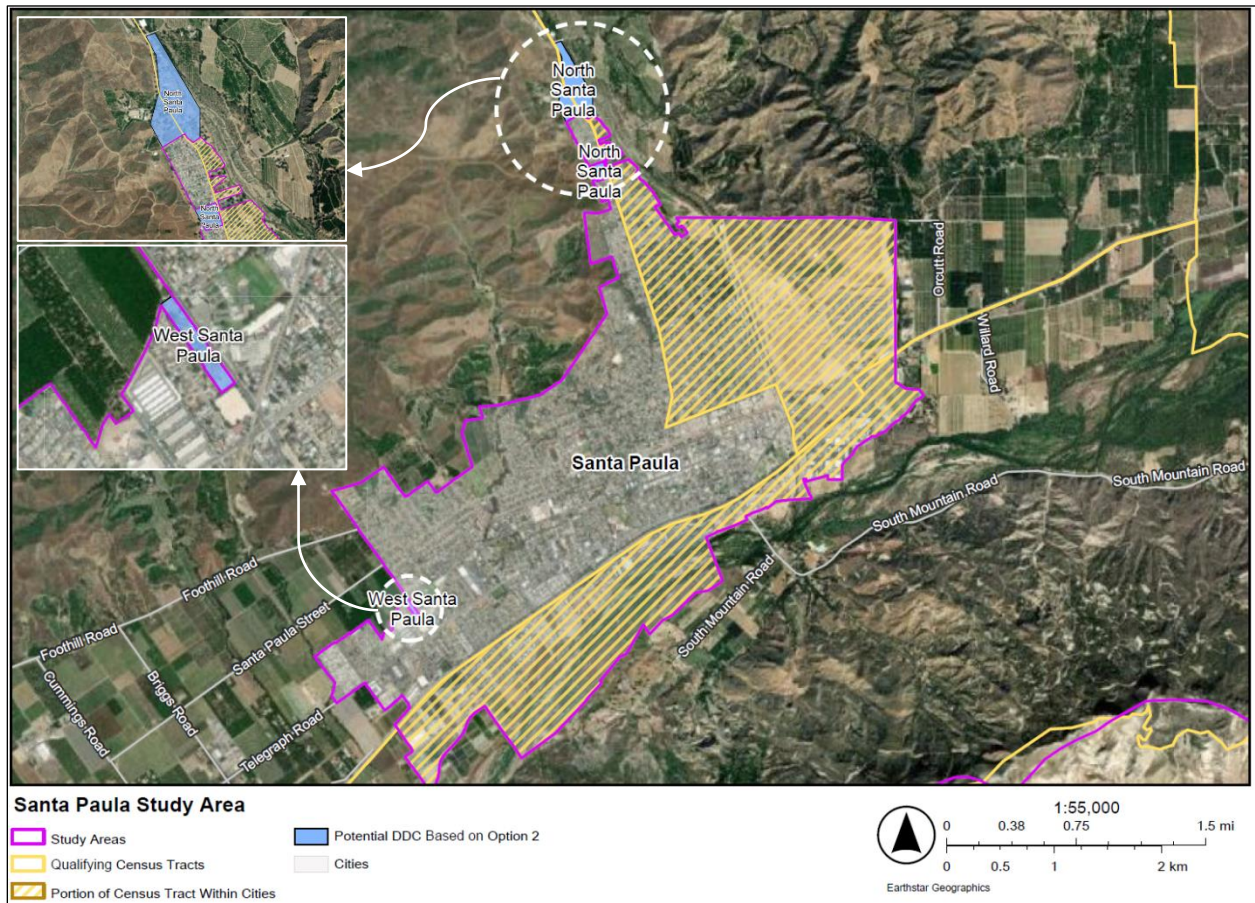 North
Santa
Paula
North
Santa
Paula
West Santa
Paula
North
Santa
Paula
North
Santa
Paula
Orcutt Road
Willard Road
Santa Paula
South Mountain Road
South Mountain Road
South Mountain Road
West Santa
Paula
Foothill Road
Foothill Road
Santa Paula Street
Cummings Road
Briggs Road
Telegraph Road
Santa Paula Study Area
Study Areas
Qualifying Census Tracts
Portion of Census Tract Within Cities
Potential DDC Based on Option 2
Cities
1:55,000
0 0.38 0.75 1.5 mi
0 0.5 1 2 km
Earthstar Geographics